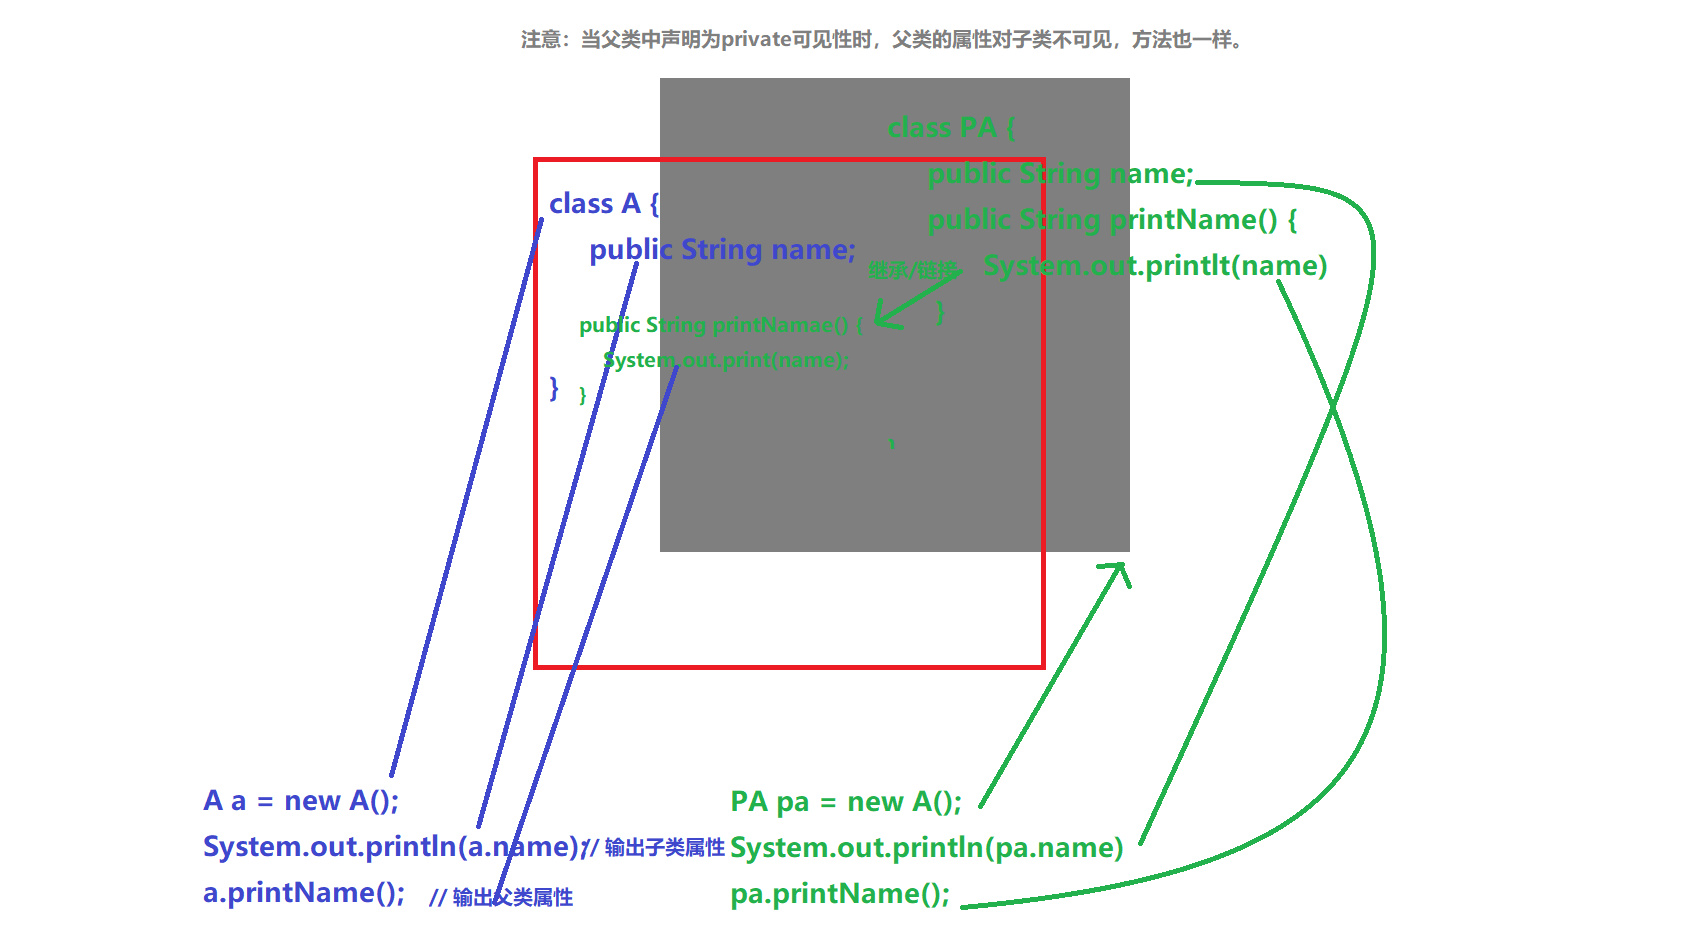 注意：当父类中声明为private可见性时，父类的属性对子类不可见，方法也一样。
class PA {
public String name;
public String printName() {
System.out.printlt(name)
}
}
class A {
public String name;
继承/链接
public String printNamae() {
System.out.print(name);
}
}
A a = new A();
System.out.println(a.name); // 输出子类属性
a.printName(); // 输出父类属性
PA pa = new A();
System.out.println(pa.name)
pa.printName();